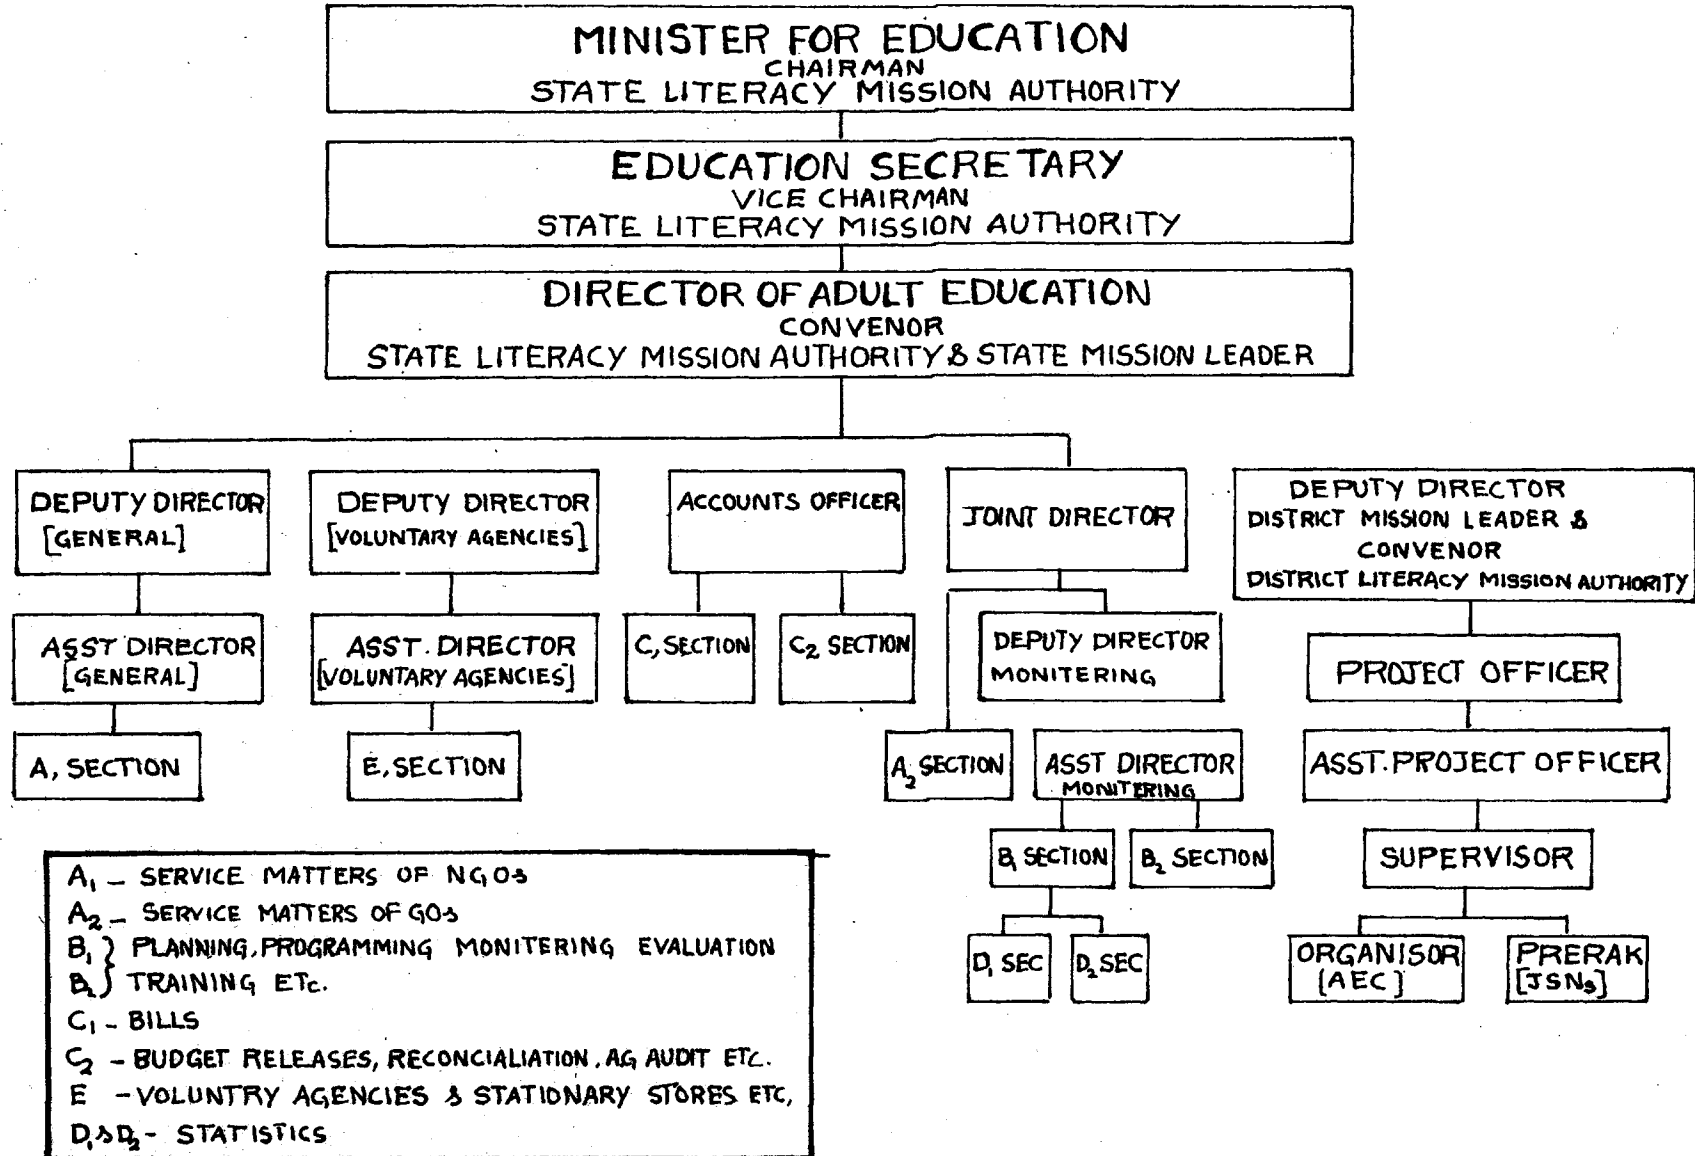 MINISTER FOR EDUCATION
CHAIRMAN
STATE LITERACY MISSION AUTHORITY
EDUCATION SECRETARY
VICE CHAIRMAN
STATE LITERACY MISSION AUTHORITY
DIRECTOR OF ADULT EDUCATION
CONVENOR
STATE LITERACY MISSION AUTHORITY & STATE MISSION LEADER
DEPUTY DIRECTOR
[GENERAL]
DEPUTY DIRECTOR
[VOLUNTARY AGENCIES]
ACCOUNTS OFFICER
JOINT DIRECTOR
DEPUTY DIRECTOR
DISTRICT MISSION LEADER &
CONVENOR
DISTRICT LITERACY MISSION AUTHORITY
ASST DIRECTOR
[GENERAL]
ASST. DIRECTOR
[VOLUNTARY AGENCIES]
C, SECTION
C2 SECTION
DEPUTY DIRECTOR
MONITERING
PROJECT OFFICER
A, SECTION
E, SECTION
A2 SECTION
ASST DIRECTOR
MONITERING
ASST. PROJECT OFFICER
B1 SECTION
B2 SECTION
SUPERVISOR
D1 SEC
D2 SEC
ORGANISOR
[AEC]
PRERAK
[JSNs]
A1 - SERVICE MATTERS OF NGOs
A2 - SERVICE MATTERS OF GOs
B1 } PLANNING, PROGRAMMING MONITERING EVALUATION
B2 } TRAINING ETc.
C1 - BILLS
C2 - BUDGET RELEASES, RECONCIALIATION, AG AUDIT ETc.
E - VOLUNTRY AGENCIES & STATIONARY STORES ETC,
D1 & D2 - STATISTICS